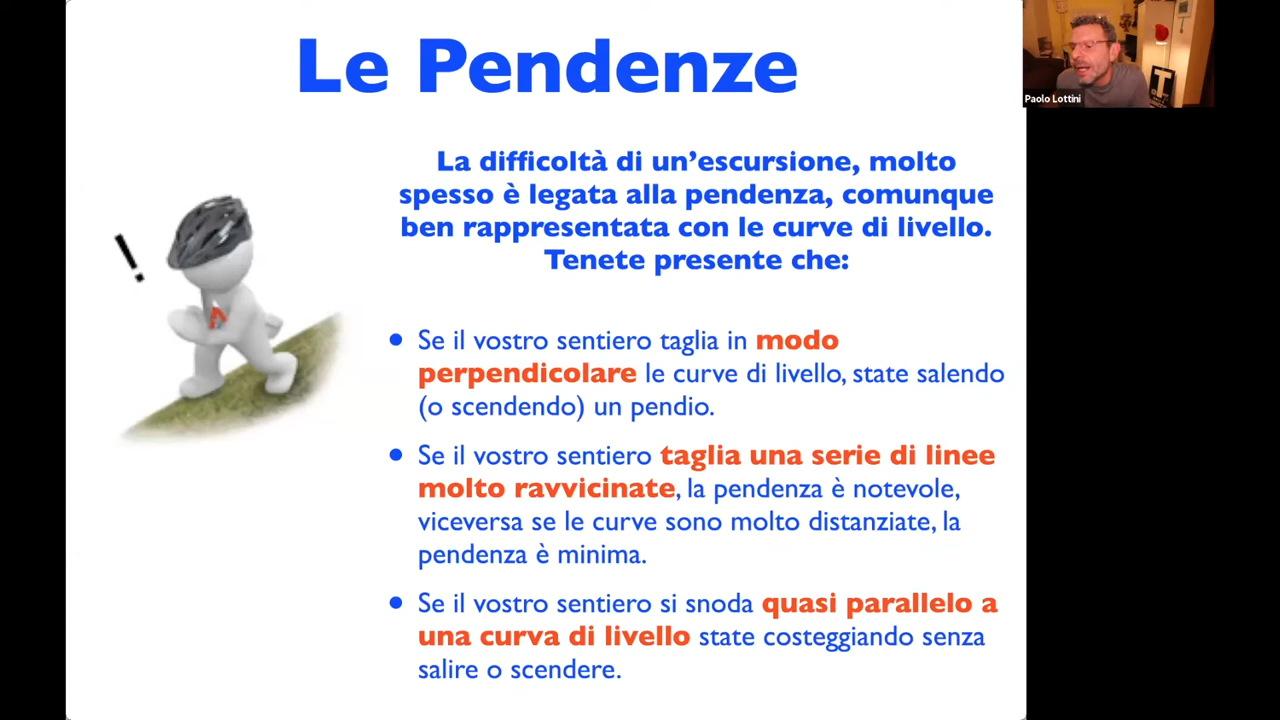 Le Pendenze
Paolo Lottini
La difficoltà di un’escursione, molto
spesso è legata alla pendenza, comunque
ben rappresentata con le curve di livello.
Tenete presente che:
!
• Se il vostro sentiero taglia in modo
perpendicolare le curve di livello, state salendo
(o scendendo) un pendio.
• Se il vostro sentiero taglia una serie di linee
molto ravvicinate, la pendenza è notevole,
viceversa se le curve sono molto distanziate, la
pendenza è minima.
• Se il vostro sentiero si snoda quasi parallelo a
una curva di livello state costeggiando senza
salire o scendere.